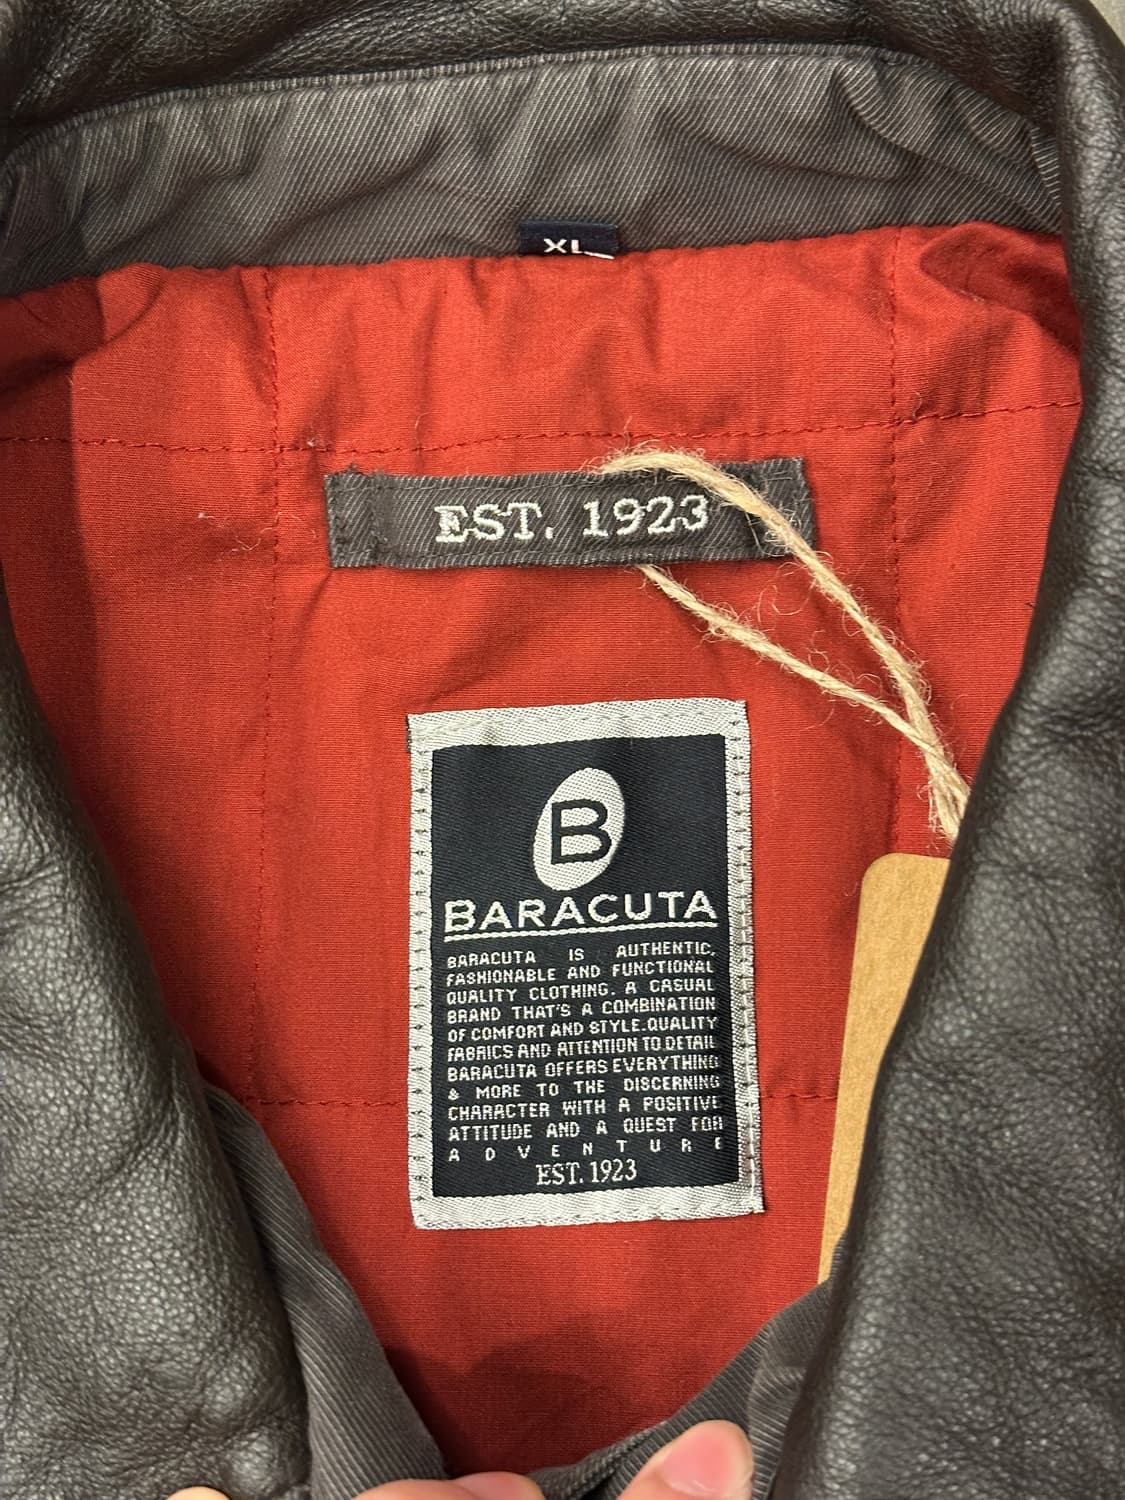 XL
EST. 1923
B
BARACUTA
BARACUTA IS AUTHENTIC,
FASHIONABLE AND FUNCTIONAL
QUALITY CLOTHING. A CASUAL
BRAND THAT'S A COMBINATION
OF COMFORT AND STYLE.QUALITY
FABRICS AND ATTENTION TO DETAIL
BARACUTA OFFERS EVERYTHING
& MORE TO THE DISCERNING
CHARACTER WITH A POSITIVE
ATTITUDE AND A QUEST FOR
A D V E N T U R E
EST. 1923